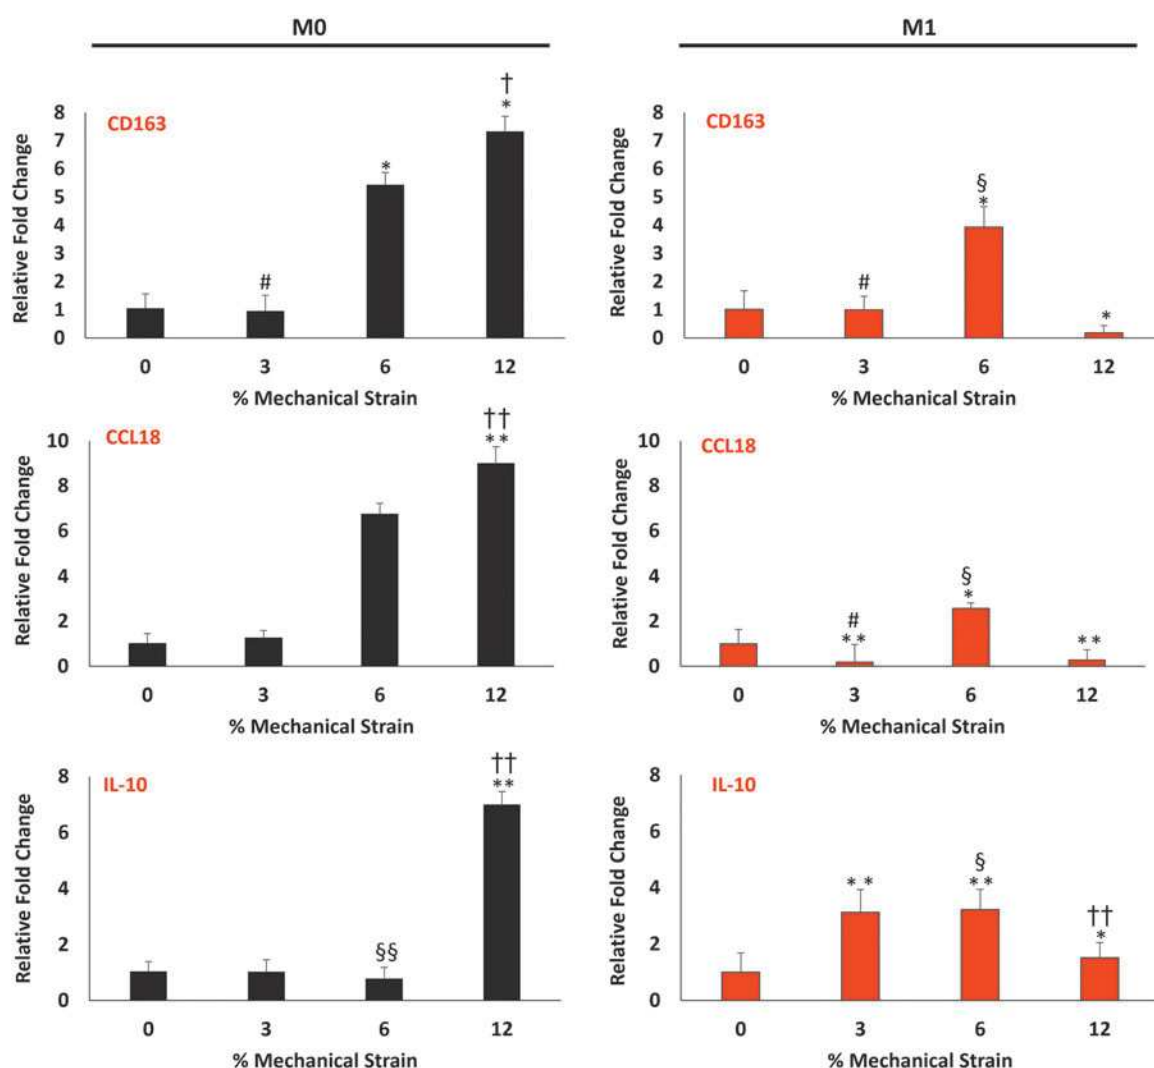 M0
M1
CD163
Relative Fold Change
8
7
6
5
4
3
2
1
0
#
*
†
*
0 3 6 12
% Mechanical Strain
CD163
Relative Fold Change
8
7
6
5
4
3
2
1
0
#
§
*
*
0 3 6 12
% Mechanical Strain
CCL18
Relative Fold Change
10
8
6
4
2
0
††
**
0 3 6 12
% Mechanical Strain
CCL18
Relative Fold Change
10
8
6
4
2
0
#
**
§
*
**
0 3 6 12
% Mechanical Strain
IL-10
Relative Fold Change
8
6
4
2
0
§§
††
**
0 3 6 12
% Mechanical Strain
IL-10
Relative Fold Change
8
6
4
2
0
**
§
**
††
*
0 3 6 12
% Mechanical Strain